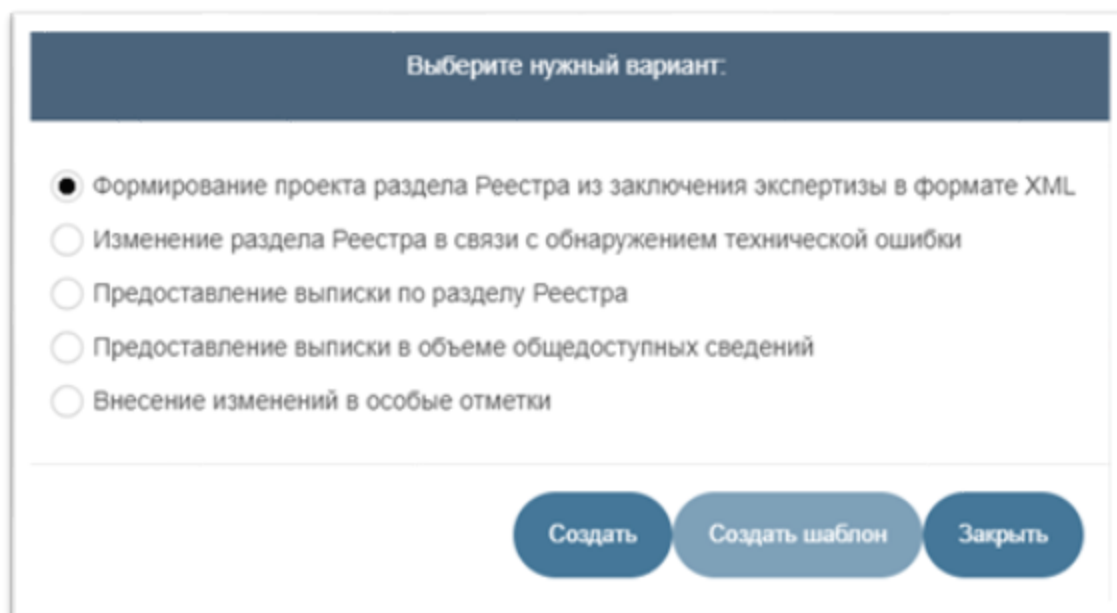 Выберите нужный вариант:
Формирование проекта раздела Реестра из заключения экспертизы в формате XML
Изменение раздела Реестра в связи с обнаружением технической ошибки
Предоставление выписки по разделу Реестра
Предоставление выписки в объеме общедоступных сведений
Внесение изменений в особые отметки
Создать Создать шаблон Закрыть